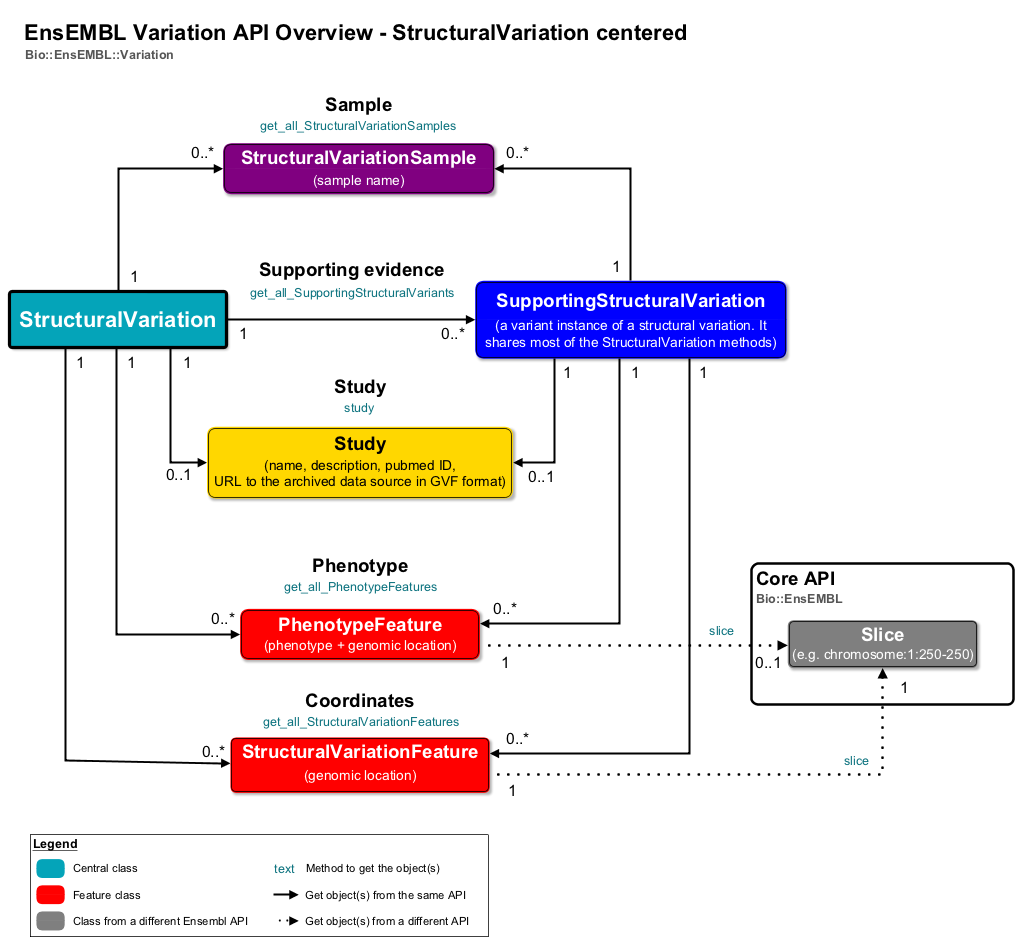 EnsEMBL Variation API Overview - StructuralVariation centered
Bio::EnsEMBL::Variation
Sample
get_all_StructuralVariationSamples
0..*
StructuralVariationSample
(sample name)
0..*
1
1
Supporting evidence
get_all_SupportingStructuralVariants
StructuralVariation
1
0..*
SupportingStructuralVariation
(a variant instance of a structural variation. It
shares most of the StructuralVariation methods)
1
1
1
1
1
1
Study
study
Study
(name, description, pubmed ID,
URL to the archived data source in GVF format)
0..1
0..1
Phenotype
get_all_PhenotypeFeatures
0..*
PhenotypeFeature
(phenotype + genomic location)
0..*
1
slice
0..1
Core API
Bio::EnsEMBL
Slice
(e.g. chromosome:1:250-250)
1
Coordinates
get_all_StructuralVariationFeatures
0..*
StructuralVariationFeature
(genomic location)
0..*
1
slice
Legend
Central class
text
Method to get the object(s)
Feature class
Get object(s) from the same API
Class from a different Ensembl API
Get object(s) from a different API